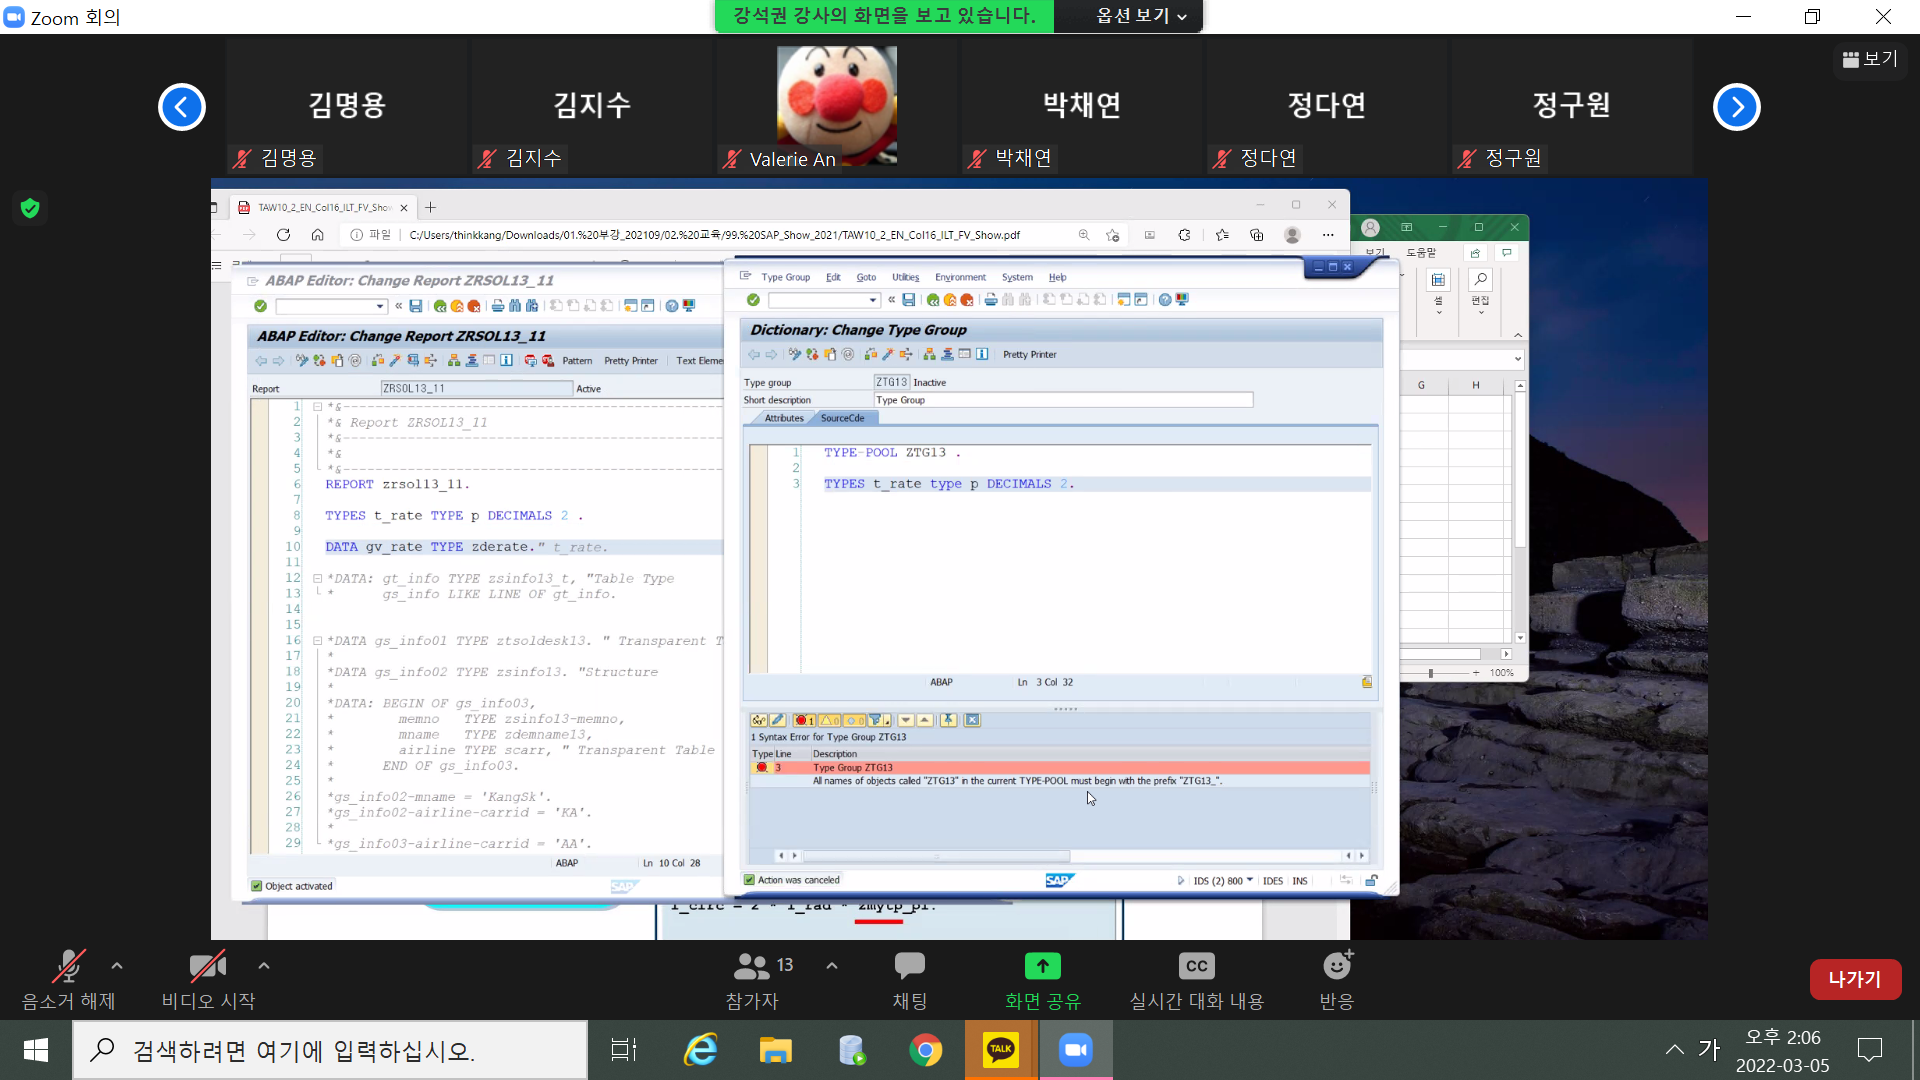 Zoom 회의
강석권 강사의 화면을 보고 있습니다.
옵션 보기
보기
김명용
김지수
박채연
정다연
정구원
김명용
김지수
Valerie An
박채연
정다연
정구원
TAW10_2_EN_Col16_ILT_FV_Show
파일
C:/Users/thinkkang/Downloads/01.%20부강_202109/02.%20교육/99.%20SAP_Show_2021/TAW10_2_EN_Col16_ILT_FV_Show.pdf
보기 도움말
셀
편집
G H
100%
ABAP Editor: Change Report ZRSOL13_11
ABAP Editor: Change Report ZRSOL13_11
Pattern Pretty Printer Text Eleme
Report ZRSOL13_11 Active
1 *&---------------------------------------------------
2 *& Report ZRSOL13_11
3 *&---------------------------------------------------
4 *&
5 *&---------------------------------------------------
6 REPORT zrsol13_11.
7
8 TYPES t_rate TYPE p DECIMALS 2 .
9
10 DATA gv_rate TYPE zderate." t_rate.
11
12 *DATA: gt_info TYPE zsinfo13_t, "Table Type
13 * gs_info LIKE LINE OF gt_info.
14
15
16 *DATA gs_info01 TYPE ztsoldesk13. " Transparent T
17 *
18 *DATA gs_info02 TYPE zsinfo13. "Structure
19 *
20 *DATA: BEGIN OF gs_info03,
21 * memno TYPE zsinfo13-memno,
22 * mname TYPE zdemname13,
23 * airline TYPE scarr, " Transparent Table
24 * END OF gs_info03.
25 *
26 *gs_info02-mname = 'KangSk'.
27 *gs_info02-airline-carrid = 'KA'.
28 *
29 *gs_info03-airline-carrid = 'AA'.
ABAP Ln 10 Col 28
Object activated
SAP
Type Group Edit Goto Utilities Environment System Help
Dictionary: Change Type Group
Pretty Printer
Type group ZTG13 Inactive
Short description Type Group
Attributes SourceCde
1 TYPE-POOL ZTG13 .
2
3 TYPES t_rate type p DECIMALS 2.
ABAP Ln 3 Col 32
1 Syntax Error for Type Group ZTG13
Type Line Description
3 Type Group ZTG13
All names of objects called "ZTG13" in the current TYPE-POOL must begin with the prefix "ZTG13_".
Action was canceled
SAP
IDS (2) 800 IDES INS
l_circ = 2 * l_rad * zmytp_pi.
음소거 해제
비디오 시작
13
참가자
채팅
화면 공유
CC
실시간 대화 내용
반응
나가기
검색하려면 여기에 입력하십시오.
TALK
가
오후 2:06
2022-03-05